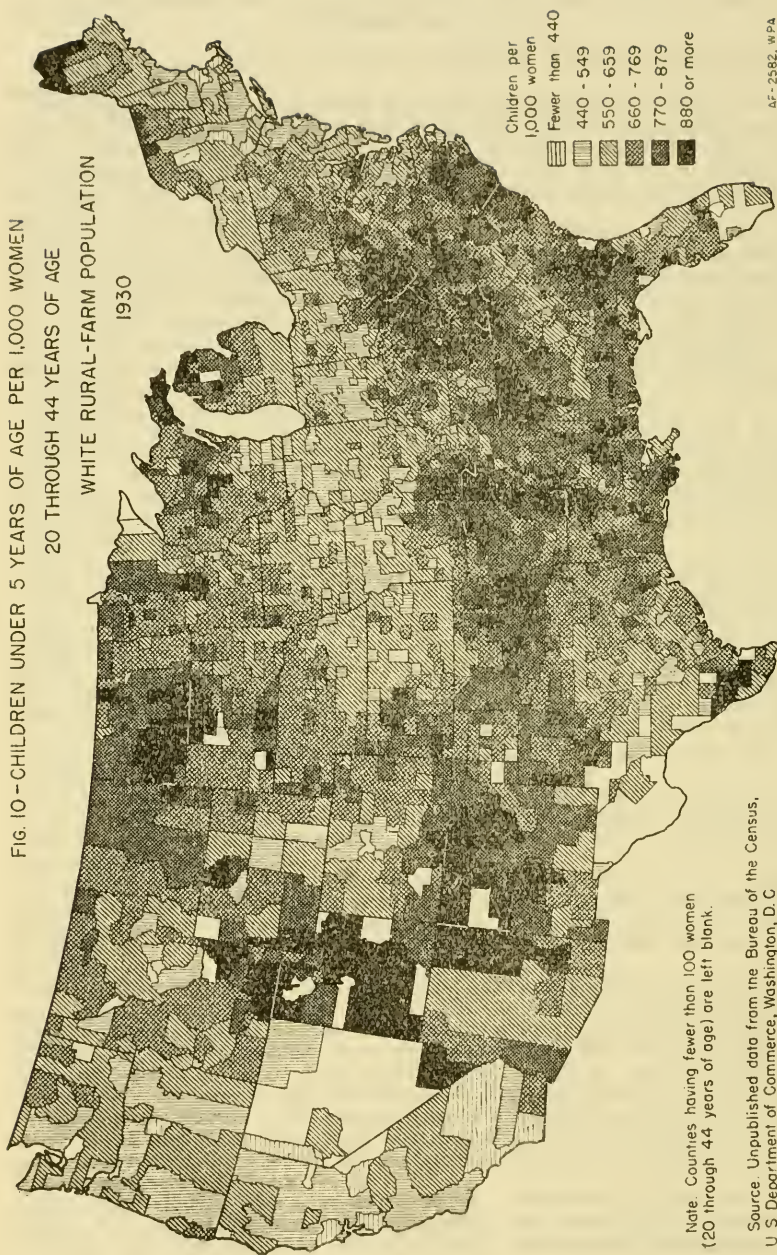 FIG. 10-CHILDREN UNDER 5 YEARS OF AGE PER 1,000 WOMEN
20 THROUGH 44 YEARS OF AGE
WHITE RURAL-FARM POPULATION
1930
Children per
1,000 women
Fewer than 440
440 - 549
550 - 659
660 - 769
770 - 879
880 or more
Note. Counties having fewer than 100 women
(20 through 44 years of age) are left blank.
Source. Unpublished data from the Bureau of the Census,
U S Department of Commerce, Washington, D. C
AF - 2582, WPA